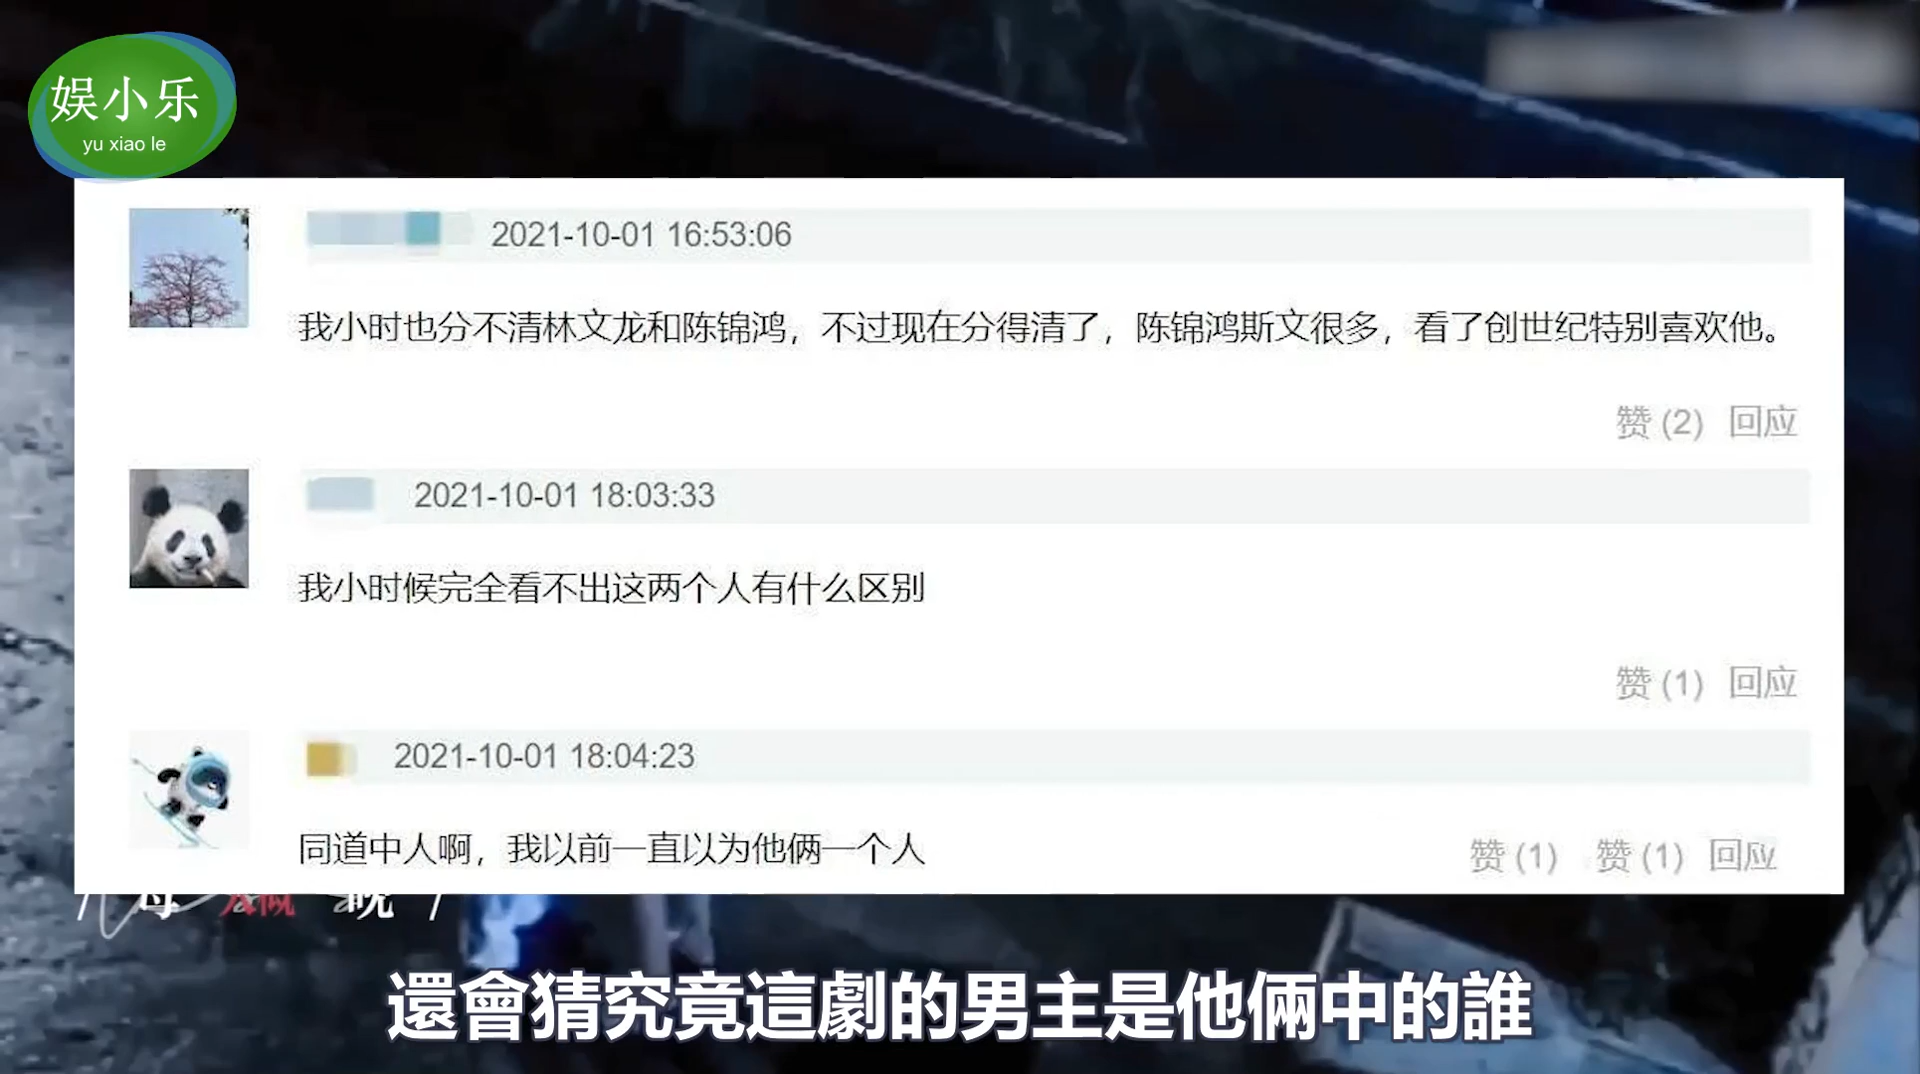 娱小乐
yu xiao le
2021-10-01 16:53:06
我小时也分不清林文龙和陈锦鸿，不过现在分得清了，陈锦鸿斯文很多，看了创世纪特别喜欢他。
赞 (2) 回应
2021-10-01 18:03:33
我小时候完全看不出这两个人有什么区别
赞 (1) 回应
2021-10-01 18:04:23
同道中人啊，我以前一直以为他俩一个人
赞 (1) 赞 (1) 回应
還會猜究竟這劇的男主是他倆中的誰